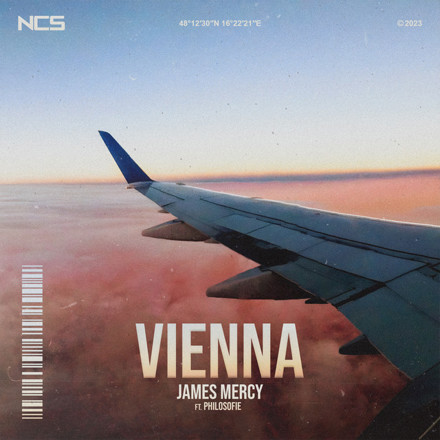 NCS
48°12'30"N 16°22'21"E
©2023
VIENNA
JAMES MERCY
FT. PHILOSOFIE